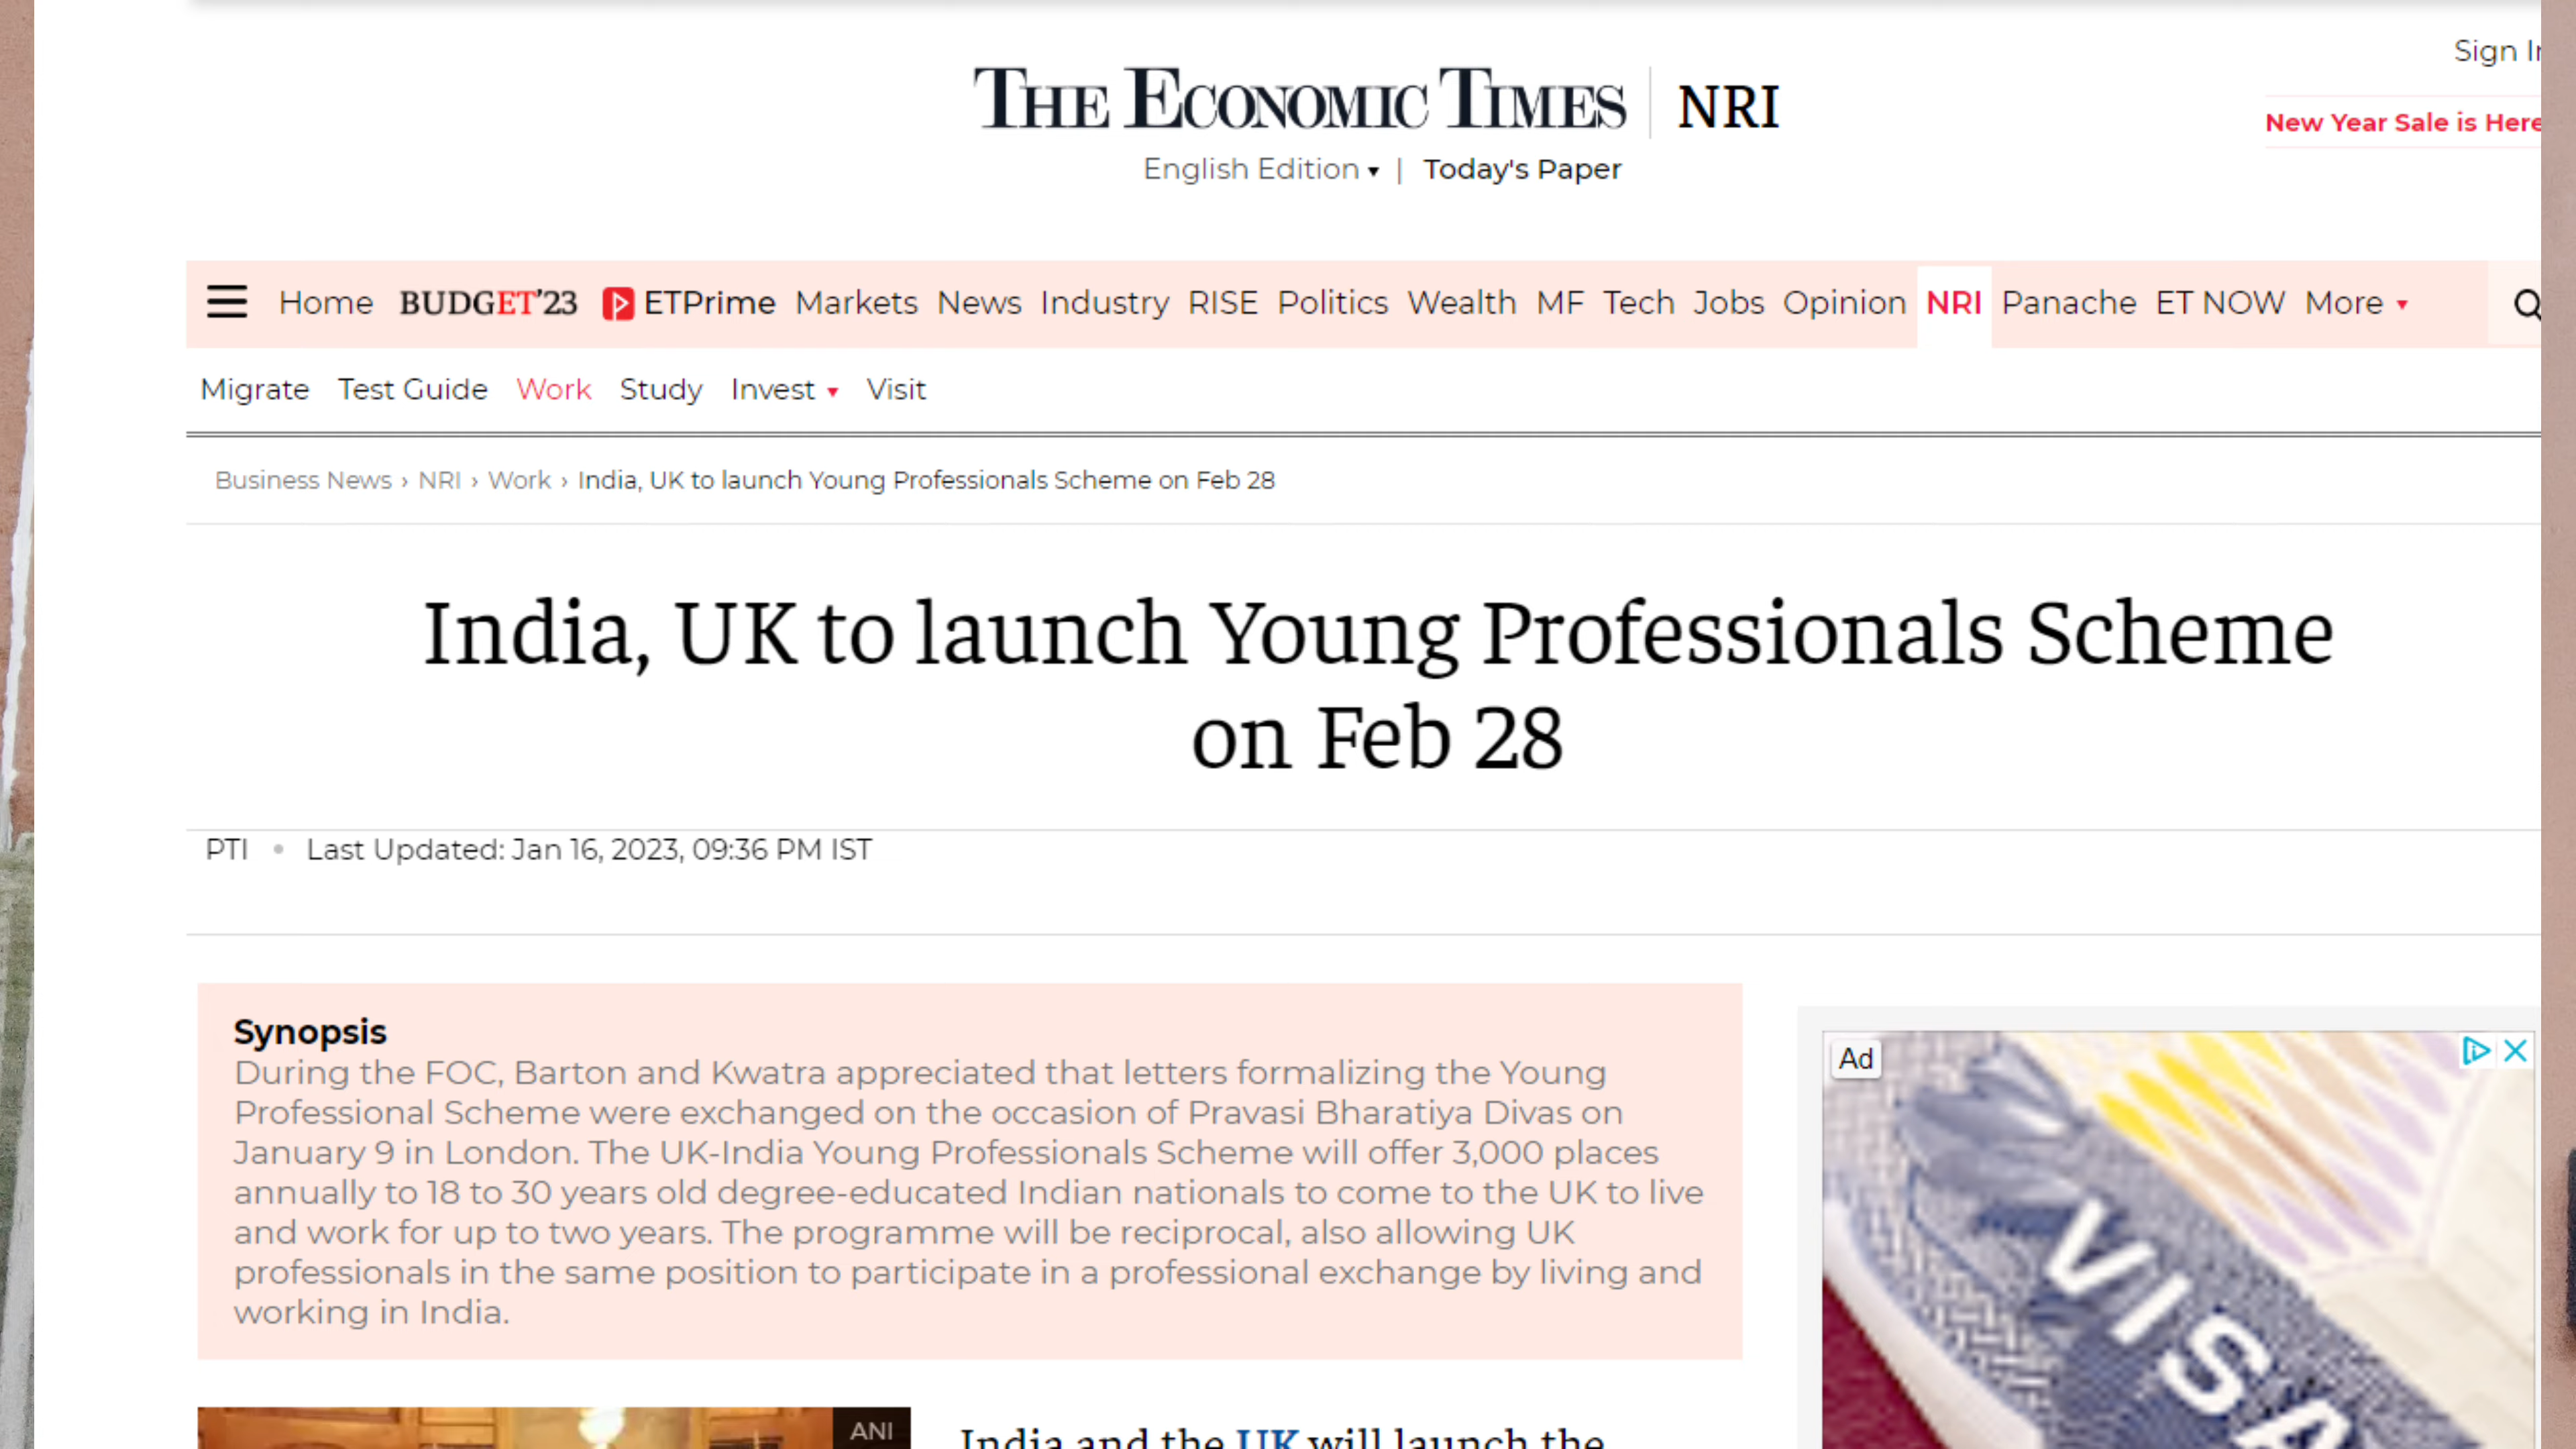 Sign In
THE ECONOMIC TIMES | NRI
New Year Sale is Here
English Edition ▾ | Today's Paper
Home BUDGET'23 ETPrime Markets News Industry RISE Politics Wealth MF Tech Jobs Opinion NRI Panache ET NOW More ▾
Migrate Test Guide Work Study Invest ▾ Visit
Business News › NRI › Work › India, UK to launch Young Professionals Scheme on Feb 28
India, UK to launch Young Professionals Scheme
on Feb 28
PTI • Last Updated: Jan 16, 2023, 09:36 PM IST
Synopsis
During the FOC, Barton and Kwatra appreciated that letters formalizing the Young
Professional Scheme were exchanged on the occasion of Pravasi Bharatiya Divas on
January 9 in London. The UK-India Young Professionals Scheme will offer 3,000 places
annually to 18 to 30 years old degree-educated Indian nationals to come to the UK to live
and work for up to two years. The programme will be reciprocal, also allowing UK
professionals in the same position to participate in a professional exchange by living and
working in India.
Ad
VISA
ANI
India and the UK will launch the